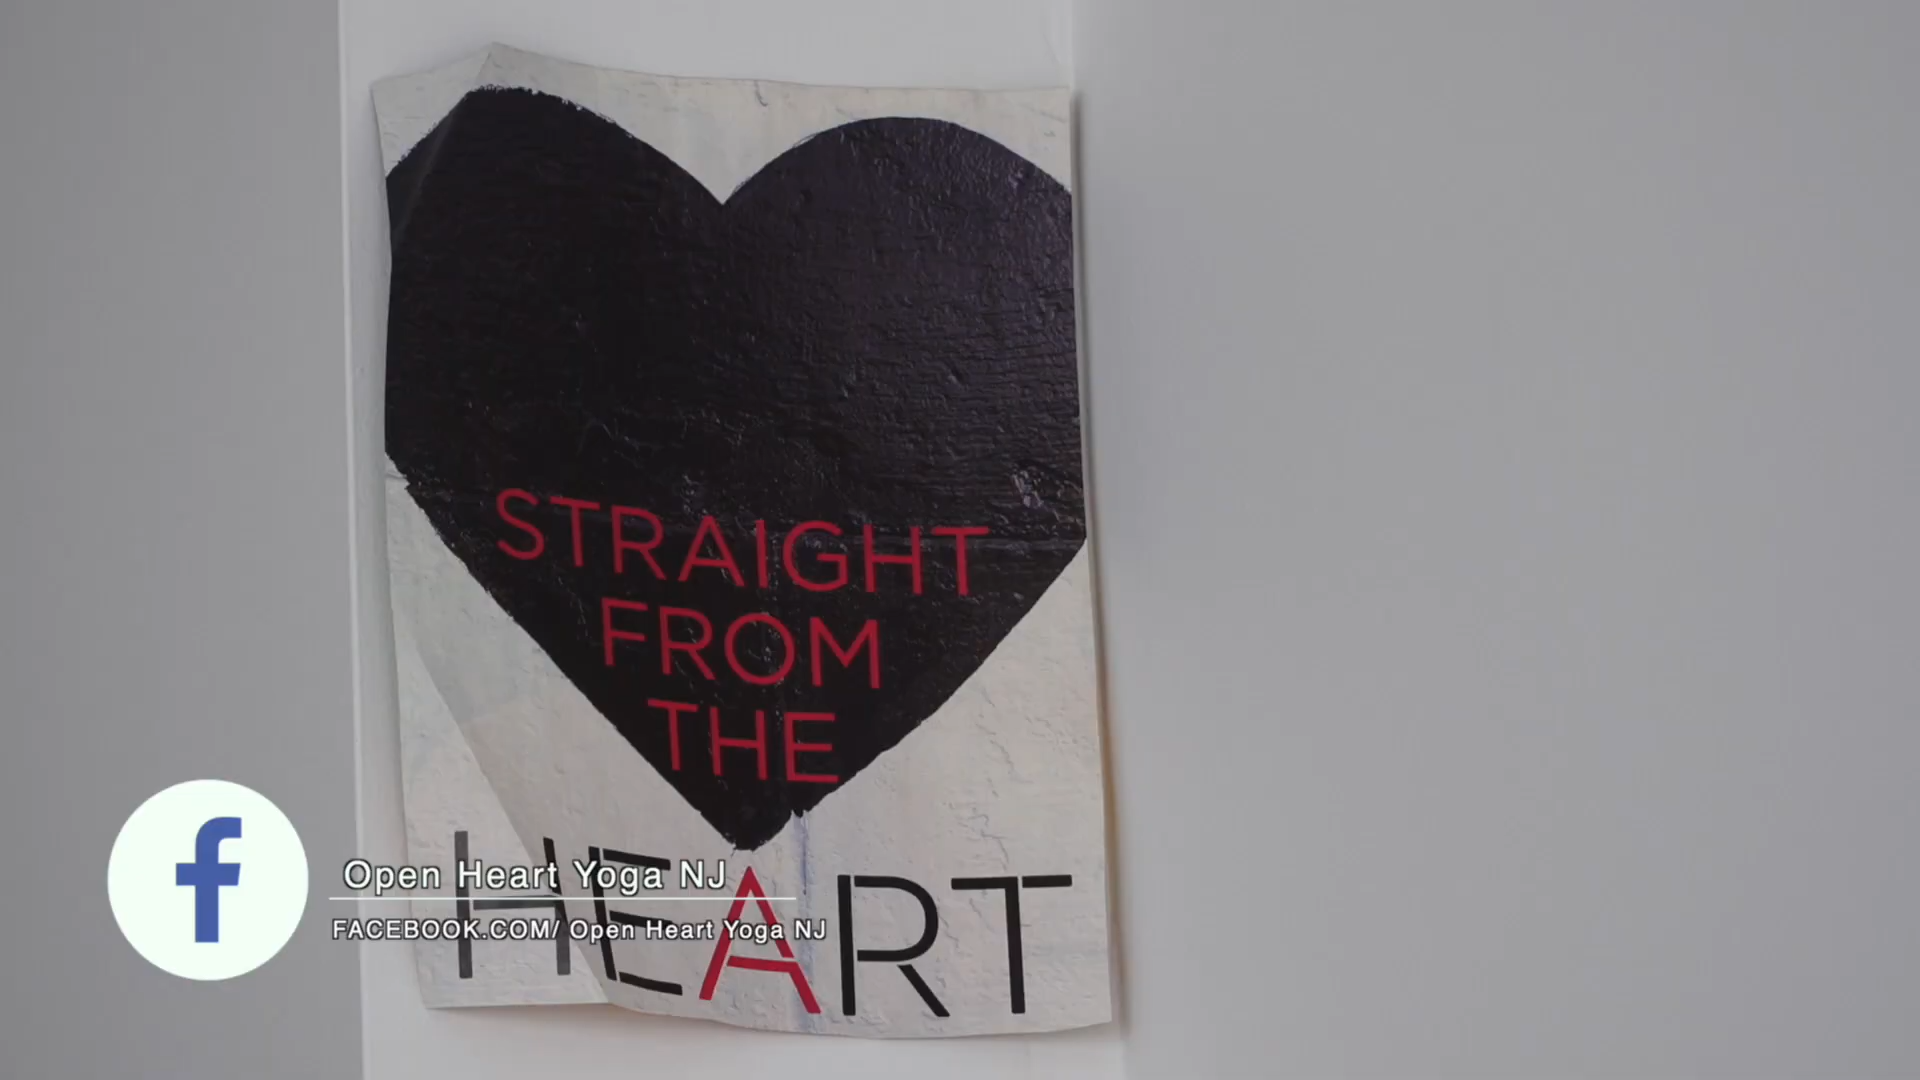 STRAIGHT
FROM
THE
HEART
Open Heart Yoga NJ
FACEBOOK.COM/ Open Heart Yoga NJ